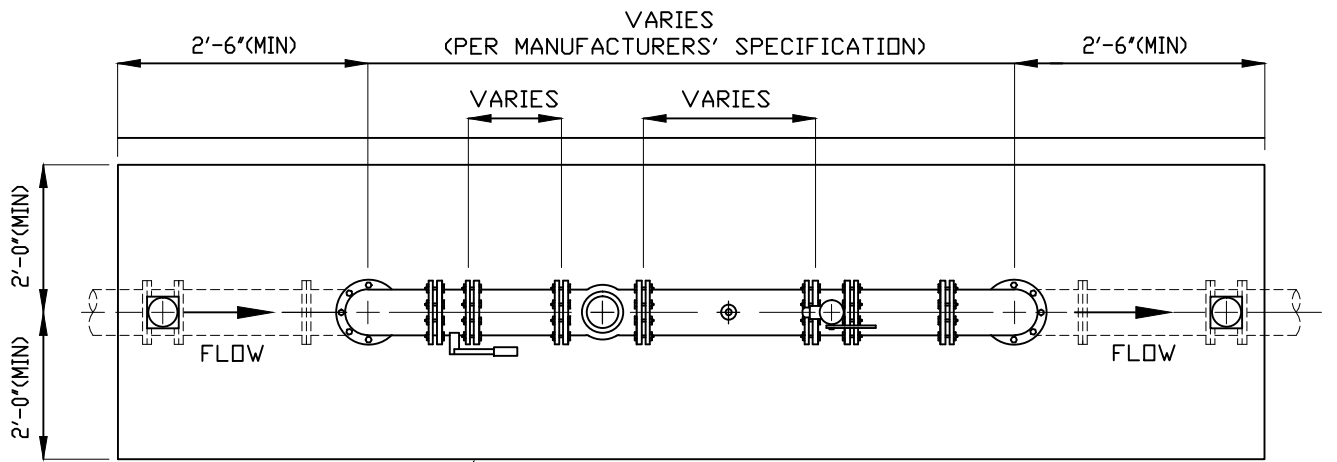 VARIES
2'-6"(MIN)
(PER MANUFACTURERS' SPECIFICATION)
2'-6"(MIN)
VARIES
VARIES
2'-0"(MIN)
2'-0"(MIN)
FLOW
FLOW